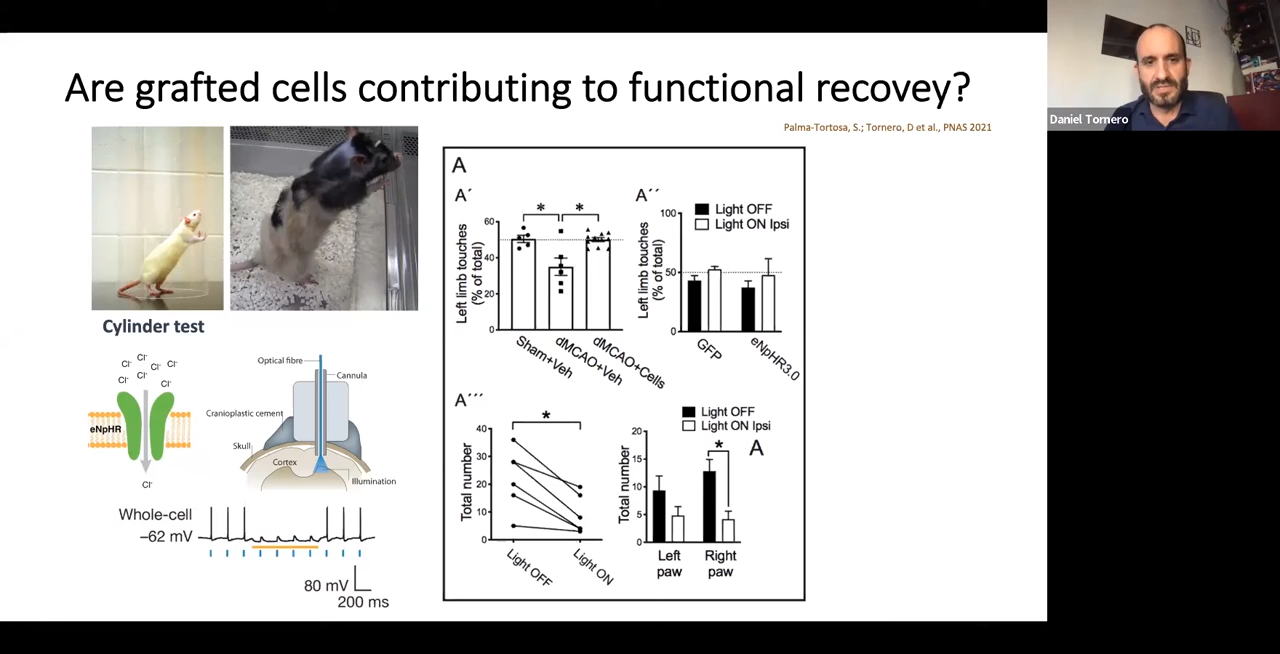 Are grafted cells contributing to functional recovey?
Daniel Tornero
Palma-Tortosa, S.; Tornero, D et al., PNAS 2021
Cylinder test
Cl⁻ Cl⁻ Cl⁻
Cl⁻ Cl⁻ Cl⁻ Cl⁻
eNpHR
Cl⁻
Optical fibre
Cannula
Cranioplastic cement
Skull
Cortex
Illumination
Whole-cell
−62 mV
80 mV
200 ms
A
A´
Left limb touches
(% of total)
60
40
20
0
* *
Sham+Veh
dMCAO+Veh
dMCAO+Cells
A´´
Light OFF
Light ON Ipsi
Left limb touches
(% of total)
100
50
0
GFP
eNpHR3.0
A´´´
Total number
40
30
20
10
0
*
Light OFF
Light ON
Light OFF
Light ON Ipsi
A
Total number
20
15
10
5
0
*
Left
paw
Right
paw